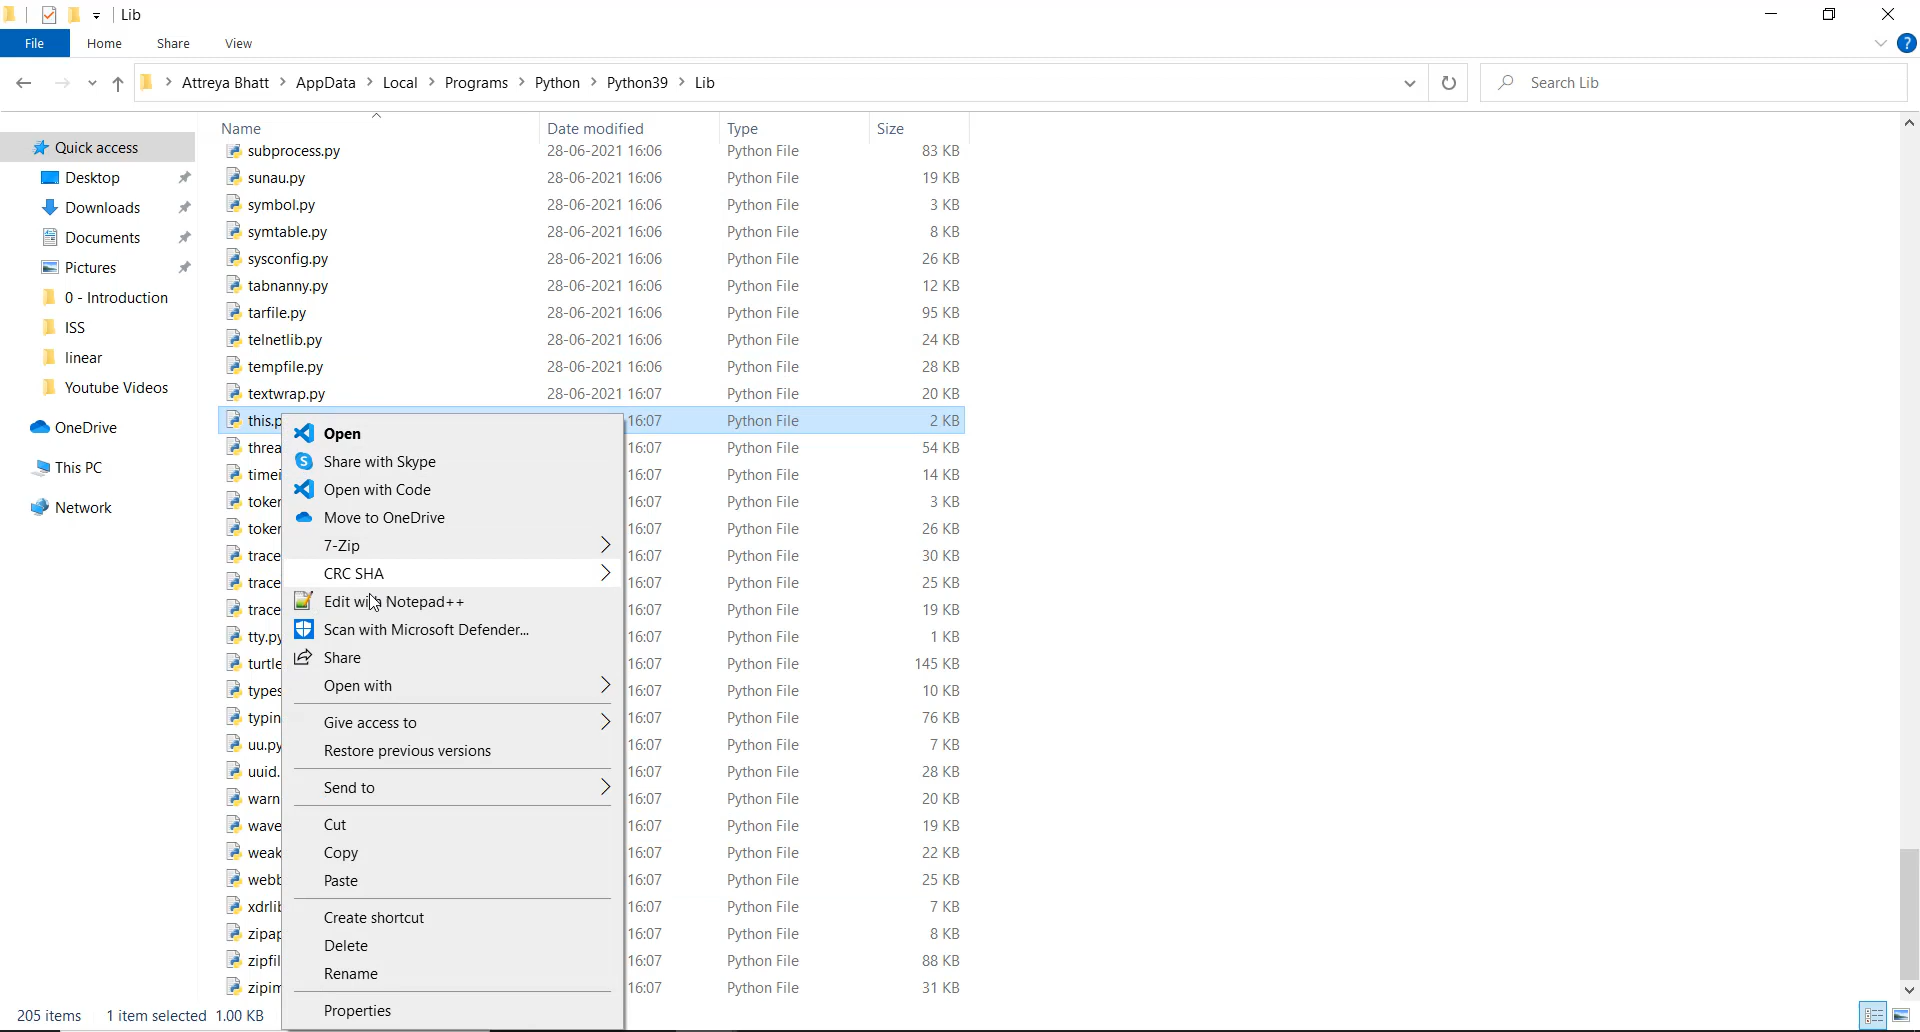 Lib
File Home Share View
Attreya Bhatt > AppData > Local > Programs > Python > Python39 > Lib
Search Lib
Name Date modified Type Size
Quick access
Desktop
Downloads
Documents
Pictures
0 - Introduction
ISS
linear
Youtube Videos
OneDrive
This PC
Network
subprocess.py 28-06-2021 16:06 Python File 83 KB
sunau.py 28-06-2021 16:06 Python File 19 KB
symbol.py 28-06-2021 16:06 Python File 3 KB
symtable.py 28-06-2021 16:06 Python File 8 KB
sysconfig.py 28-06-2021 16:06 Python File 26 KB
tabnanny.py 28-06-2021 16:06 Python File 12 KB
tarfile.py 28-06-2021 16:06 Python File 95 KB
telnetlib.py 28-06-2021 16:06 Python File 24 KB
tempfile.py 28-06-2021 16:06 Python File 28 KB
textwrap.py 28-06-2021 16:07 Python File 20 KB
this.p 16:07 Python File 2 KB
threa 16:07 Python File 54 KB
timei 16:07 Python File 14 KB
token 16:07 Python File 3 KB
token 16:07 Python File 26 KB
trace 16:07 Python File 30 KB
trace 16:07 Python File 25 KB
trace 16:07 Python File 19 KB
tty.py 16:07 Python File 1 KB
turtle 16:07 Python File 145 KB
types 16:07 Python File 10 KB
typin 16:07 Python File 76 KB
uu.py 16:07 Python File 7 KB
uuid. 16:07 Python File 28 KB
warn 16:07 Python File 20 KB
wave 16:07 Python File 19 KB
weak 16:07 Python File 22 KB
webb 16:07 Python File 25 KB
xdrlib 16:07 Python File 7 KB
zipap 16:07 Python File 8 KB
zipfil 16:07 Python File 88 KB
zipim 16:07 Python File 31 KB
Open
Share with Skype
Open with Code
Move to OneDrive
7-Zip
CRC SHA
Edit with Notepad++
Scan with Microsoft Defender...
Share
Open with
Give access to
Restore previous versions
Send to
Cut
Copy
Paste
Create shortcut
Delete
Rename
Properties
205 items 1 item selected 1.00 KB